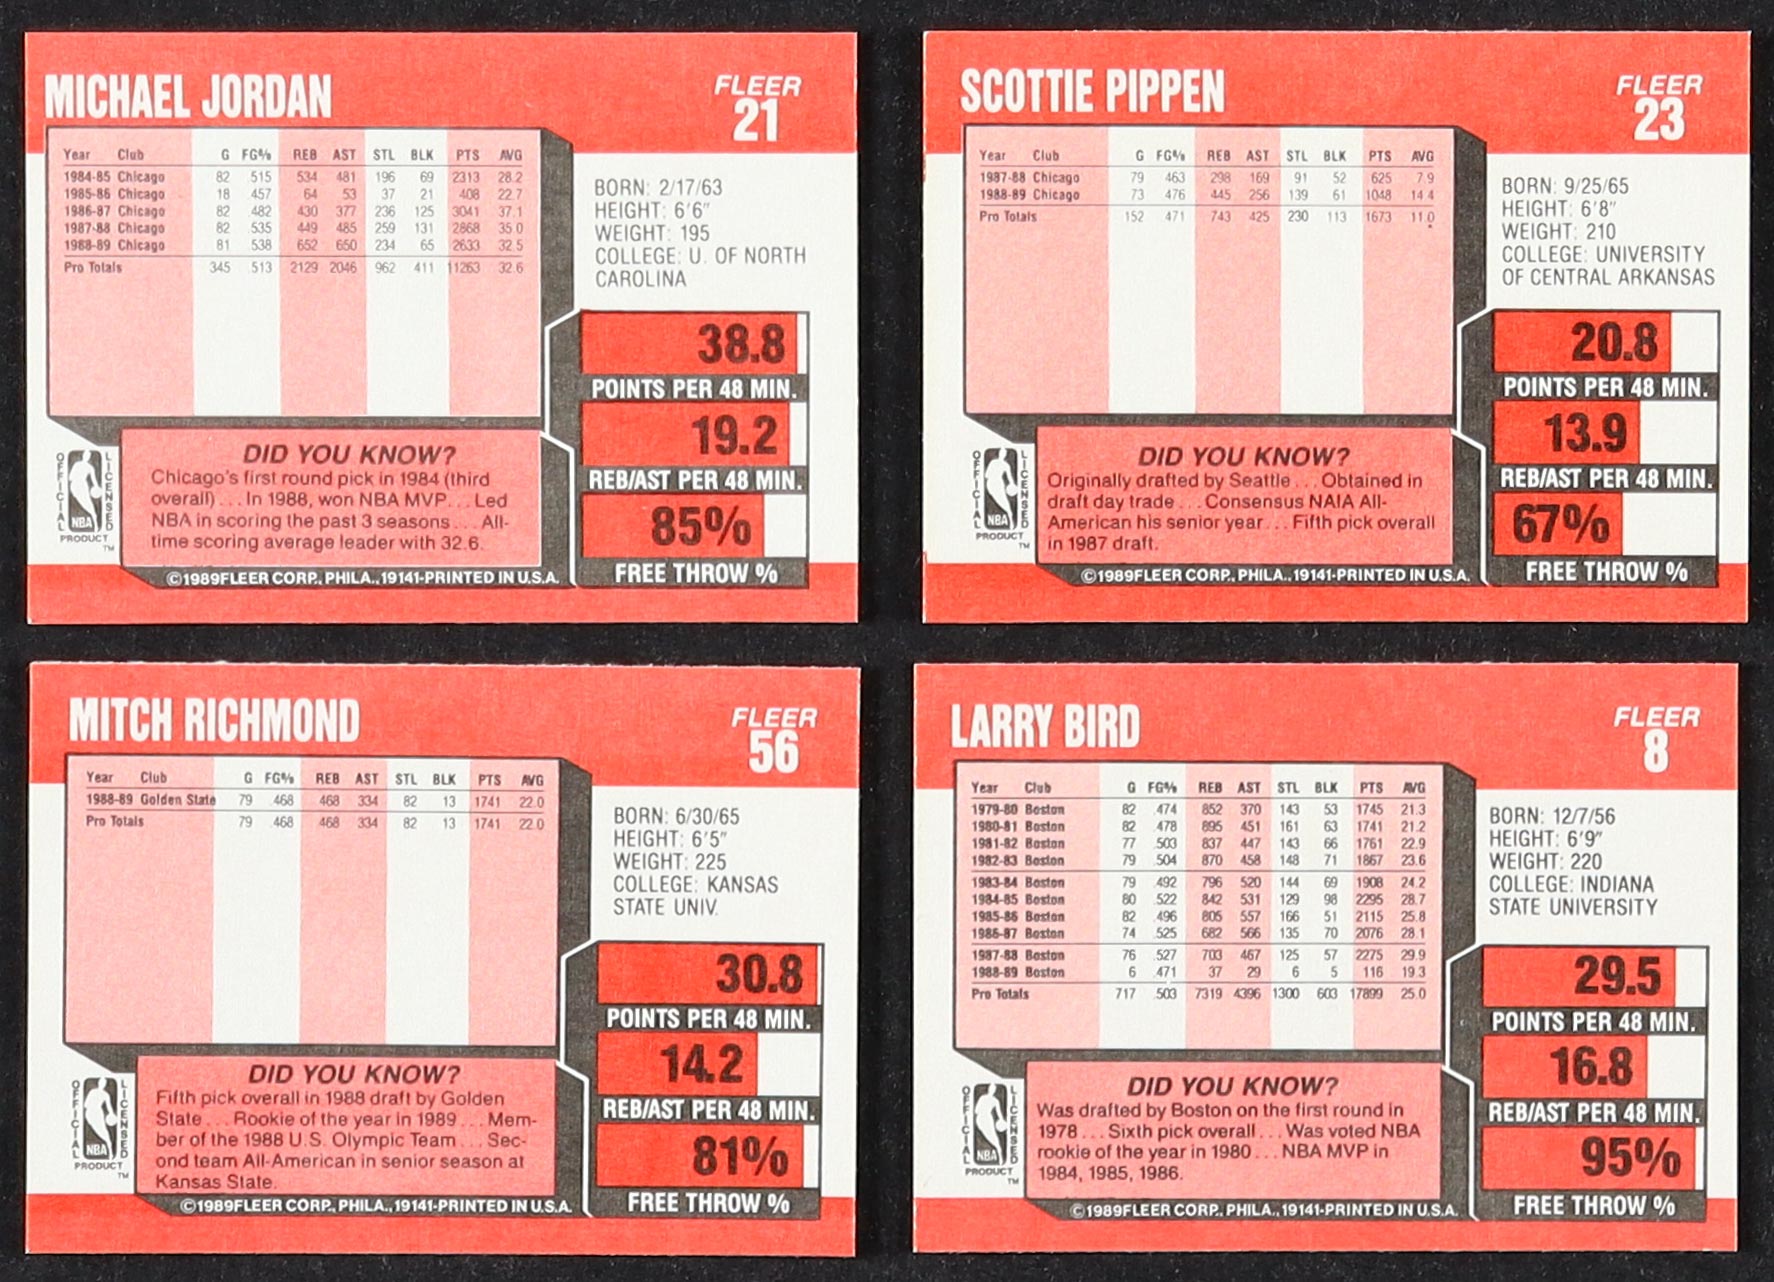 MICHAEL JORDAN
FLEER
21
Year Club G FG% REB AST STL BLK PTS AVG
1984-85 Chicago 82 .515 534 481 196 69 2313 28.2
1985-86 Chicago 18 .457 64 53 37 21 408 22.7
1986-87 Chicago 82 .482 430 377 236 125 3041 37.1
1987-88 Chicago 82 .535 449 485 259 131 2868 35.0
1988-89 Chicago 81 .538 652 650 234 65 2633 32.5
Pro Totals 345 .513 2129 2046 962 411 11263 32.6
BORN: 2/17/63
HEIGHT: 6'6"
WEIGHT: 195
COLLEGE: U. OF NORTH
CAROLINA
38.8
POINTS PER 48 MIN.
19.2
REB/AST PER 48 MIN.
85%
FREE THROW %
OFFICIAL
LICENSED
NBA
PRODUCT
TM
DID YOU KNOW?
Chicago's first round pick in 1984 (third
overall) . . . In 1988, won NBA MVP . . . Led
NBA in scoring the past 3 seasons . . . All-
time scoring average leader with 32.6.
©1989FLEER CORP., PHILA., 19141-PRINTED IN U.S.A.
SCOTTIE PIPPEN
FLEER
23
Year Club G FG% REB AST STL BLK PTS AVG
1987-88 Chicago 79 .463 298 169 91 52 625 7.9
1988-89 Chicago 73 .476 445 256 139 61 1048 14.4
Pro Totals 152 .471 743 425 230 113 1673 11.0
BORN: 9/25/65
HEIGHT: 6'8"
WEIGHT: 210
COLLEGE: UNIVERSITY
OF CENTRAL ARKANSAS
20.8
POINTS PER 48 MIN.
13.9
REB/AST PER 48 MIN.
67%
FREE THROW %
OFFICIAL
LICENSED
NBA
PRODUCT
TM
DID YOU KNOW?
Originally drafted by Seattle . . . Obtained in
draft day trade . . . Consensus NAIA All-
American his senior year . . . Fifth pick overall
in 1987 draft.
©1989FLEER CORP., PHILA., 19141-PRINTED IN U.S.A.
MITCH RICHMOND
FLEER
56
Year Club G FG% REB AST STL BLK PTS AVG
1988-89 Golden State 79 .468 468 334 82 13 1741 22.0
Pro Totals 79 .468 468 334 82 13 1741 22.0
BORN: 6/30/65
HEIGHT: 6'5"
WEIGHT: 225
COLLEGE: KANSAS
STATE UNIV.
30.8
POINTS PER 48 MIN.
14.2
REB/AST PER 48 MIN.
81%
FREE THROW %
OFFICIAL
LICENSED
NBA
PRODUCT
TM
DID YOU KNOW?
Fifth pick overall in 1988 draft by Golden
State . . . Rookie of the year in 1989 . . . Mem-
ber of the 1988 U.S. Olympic Team . . . Sec-
ond team All-American in senior season at
Kansas State.
©1989FLEER CORP., PHILA., 19141-PRINTED IN U.S.A.
LARRY BIRD
FLEER
8
Year Club G FG% REB AST STL BLK PTS AVG
1979-80 Boston 82 .474 852 370 143 53 1745 21.3
1980-81 Boston 82 .478 895 451 161 63 1741 21.2
1981-82 Boston 77 .503 837 447 143 66 1761 22.9
1982-83 Boston 79 .504 870 458 148 71 1867 23.6
1983-84 Boston 79 .492 796 520 144 69 1908 24.2
1984-85 Boston 80 .522 842 531 129 98 2295 28.7
1985-86 Boston 82 .496 805 557 166 51 2115 25.8
1986-87 Boston 74 .525 682 566 135 70 2076 28.1
1987-88 Boston 76 .527 703 467 125 57 2275 29.9
1988-89 Boston 6 .471 37 29 6 5 116 19.3
Pro Totals 717 .503 7319 4396 1300 603 17899 25.0
BORN: 12/7/56
HEIGHT: 6'9"
WEIGHT: 220
COLLEGE: INDIANA
STATE UNIVERSITY
29.5
POINTS PER 48 MIN.
16.8
REB/AST PER 48 MIN.
95%
FREE THROW %
OFFICIAL
LICENSED
NBA
PRODUCT
TM
DID YOU KNOW?
Was drafted by Boston on the first round in
1978 . . . Sixth pick overall . . . Was voted NBA
rookie of the year in 1980 . . . NBA MVP in
1984, 1985, 1986.
©1989FLEER CORP., PHILA., 19141-PRINTED IN U.S.A.